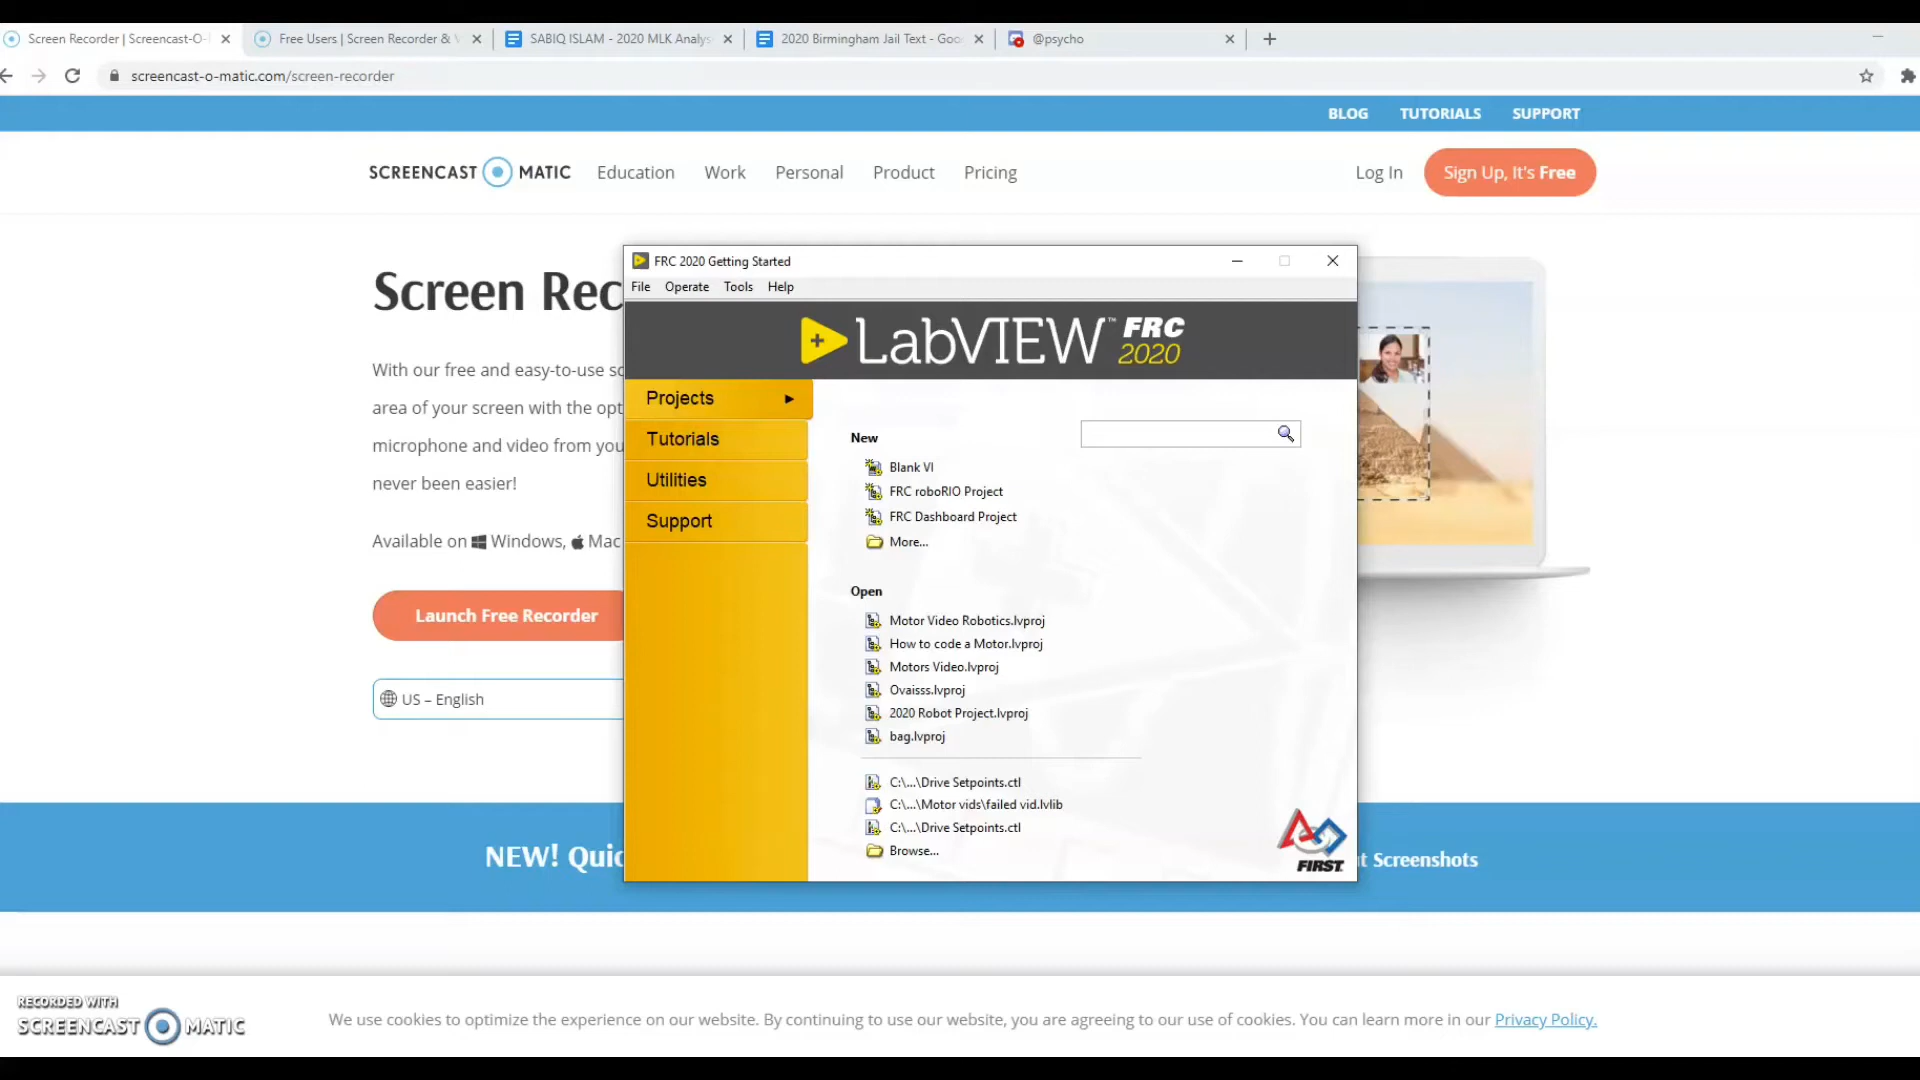 Screen Recorder | Screencast-O-
Free Users | Screen Recorder &
SABIQ ISLAM - 2020 MLK Analys
2020 Birmingham Jail Text - Goo
@psycho
screencast-o-matic.com/screen-recorder
BLOG TUTORIALS SUPPORT
SCREENCAST O MATIC Education Work Personal Product Pricing Log In Sign Up, It's Free
Screen Rec
With our free and easy-to-use sc
area of your screen with the opt
microphone and video from you
never been easier!
Available on Windows, Mac
Launch Free Recorder
US – English
NEW! Quic
t Screenshots
FRC 2020 Getting Started
File Operate Tools Help
LabVIEW™ FRC 2020
Projects
Tutorials
Utilities
Support
New
Blank VI
FRC roboRIO Project
FRC Dashboard Project
More...
Open
Motor Video Robotics.lvproj
How to code a Motor.lvproj
Motors Video.lvproj
Ovaisss.lvproj
2020 Robot Project.lvproj
bag.lvproj
C:\...\Drive Setpoints.ctl
C:\...\Motor vids\failed vid.lvlib
C:\...\Drive Setpoints.ctl
Browse...
FIRST
RECORDED WITH
SCREENCAST O MATIC
We use cookies to optimize the experience on our website. By continuing to use our website, you are agreeing to our use of cookies. You can learn more in our Privacy Policy.